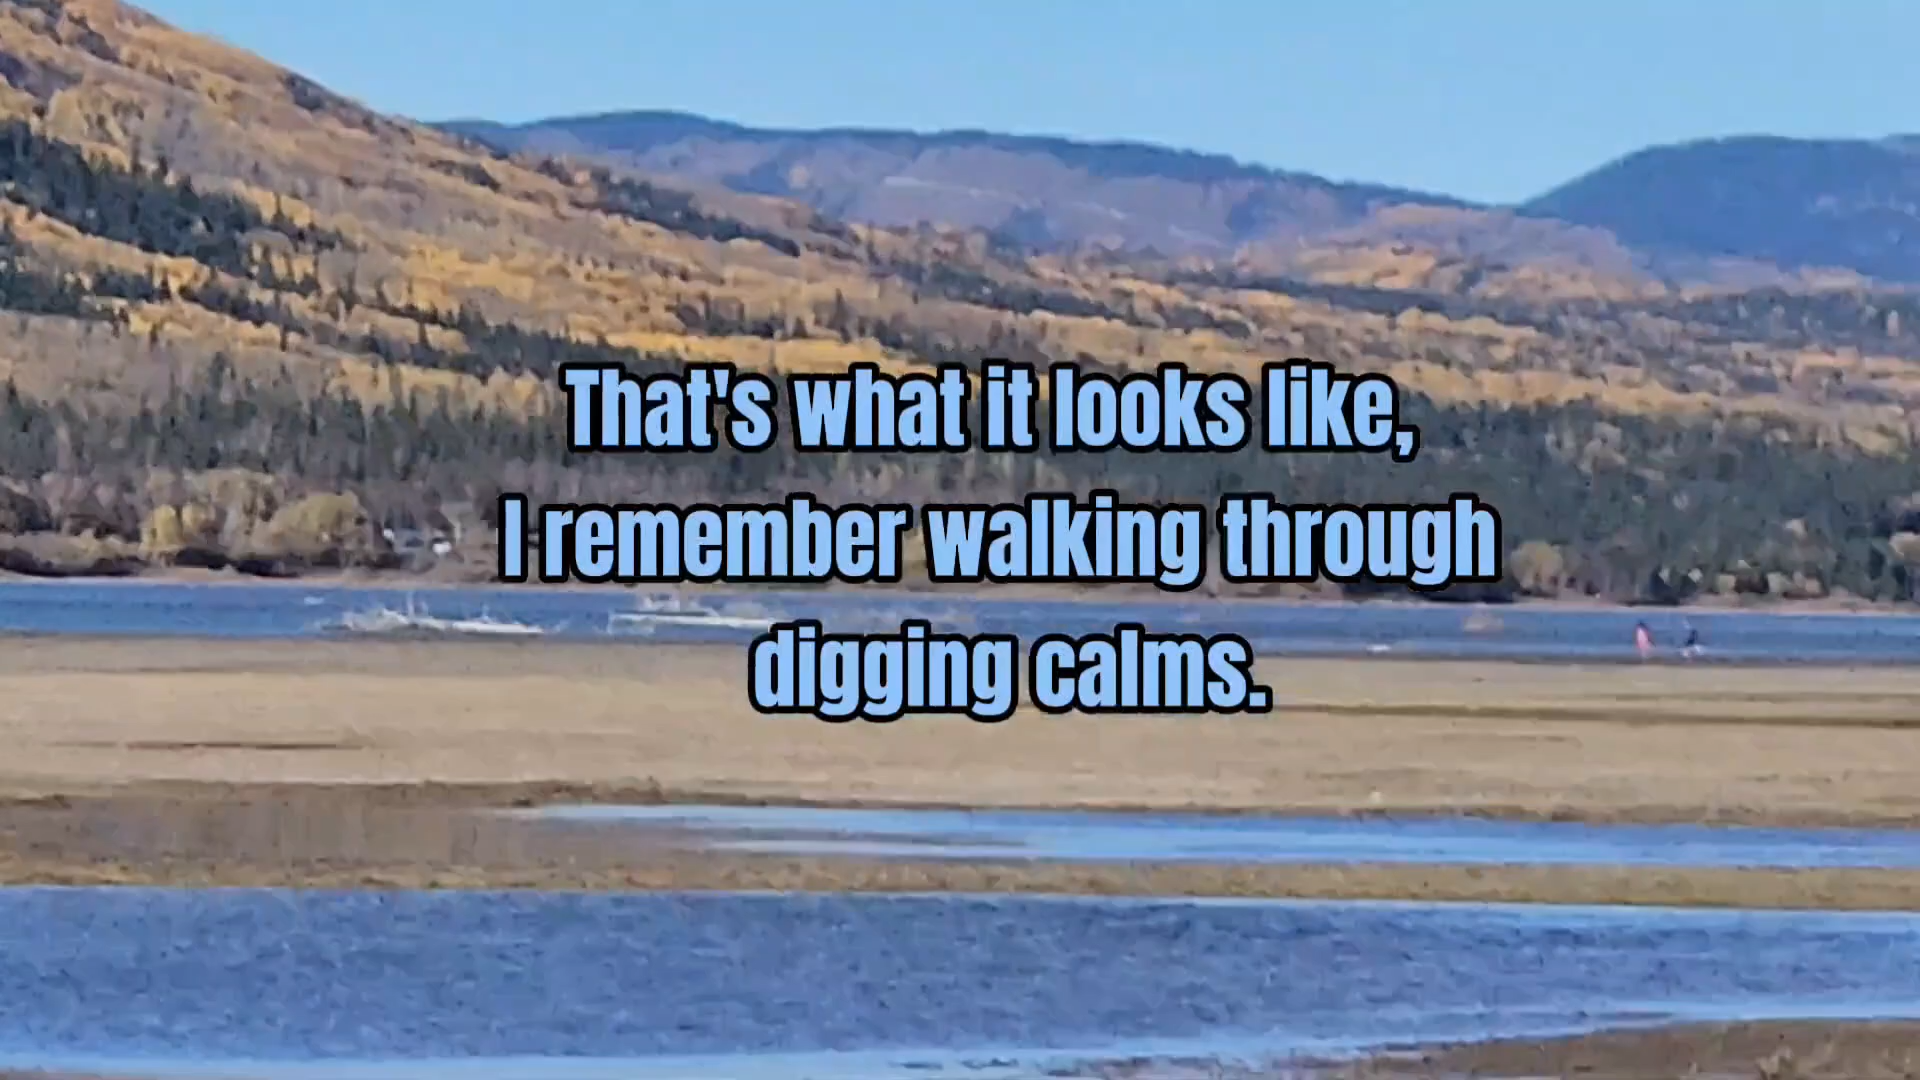 That's what it looks like,
I remember walking through
digging calms.